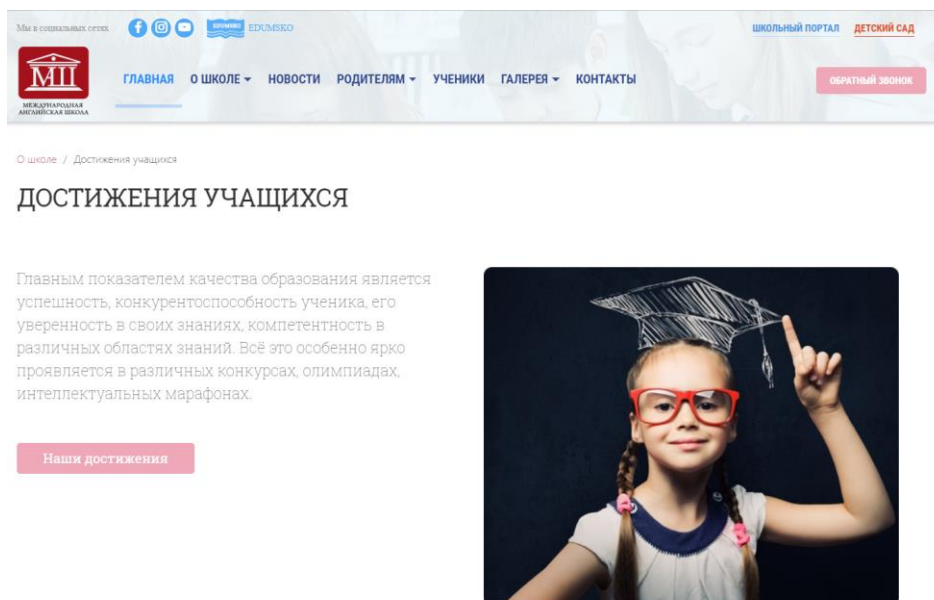 Мы в социальных сетях
EDUMSKO
ШКОЛЬНЫЙ ПОРТАЛ
ДЕТСКИЙ САД
МЕЖДУНАРОДНАЯ
АНГЛИЙСКАЯ ШКОЛА
ГЛАВНАЯ
О ШКОЛЕ
НОВОСТИ
РОДИТЕЛЯМ
УЧЕНИКИ
ГАЛЕРЕЯ
КОНТАКТЫ
ОБРАТНЫЙ ЗВОНОК
О школе / Достижения учащихся
ДОСТИЖЕНИЯ УЧАЩИХСЯ
Главным показателем качества образования является
успешность, конкурентоспособность ученика, его
уверенность в своих знаниях, компетентность в
различных областях знаний. Всё это особенно ярко
проявляется в различных конкурсах, олимпиадах,
интеллектуальных марафонах.
Наши достижения